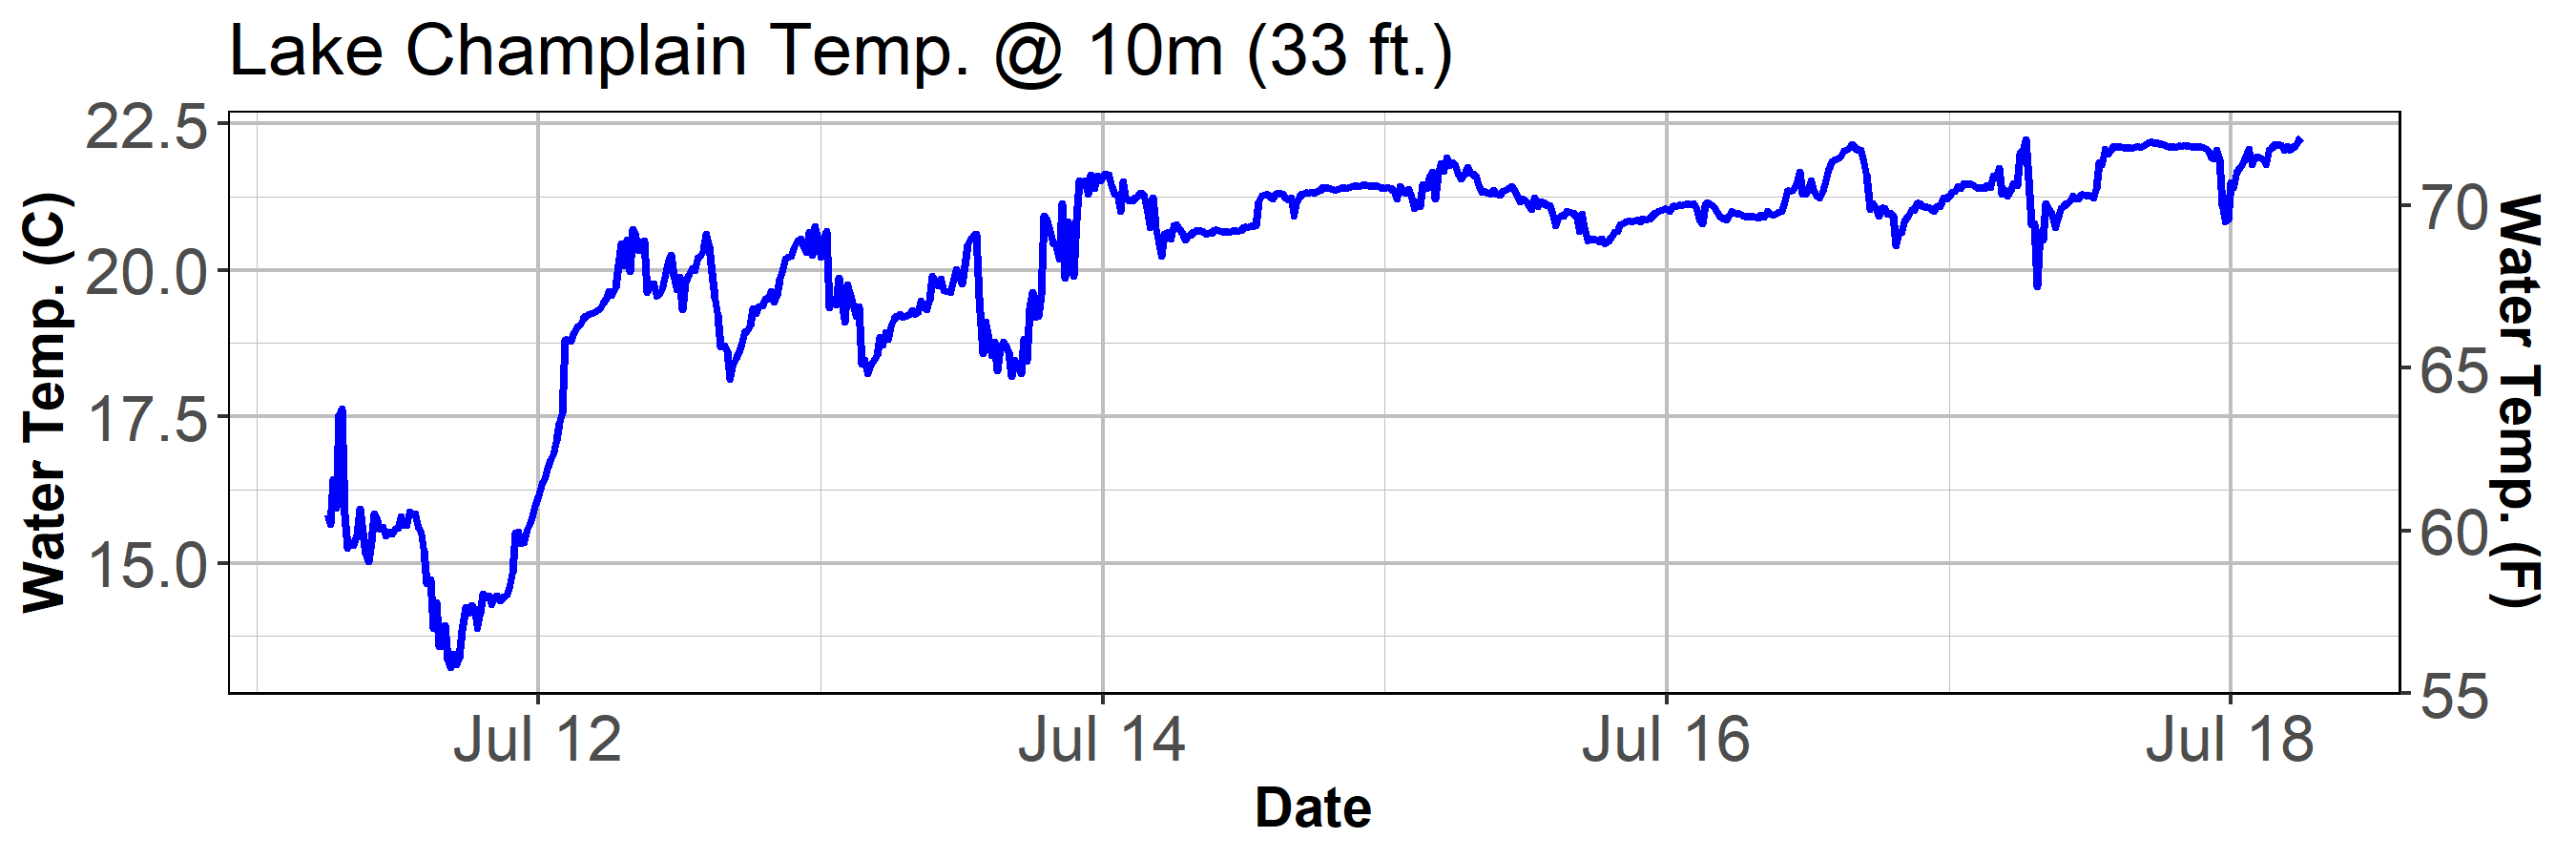 Lake Champlain Temp. @ 10m (33 ft.)
22.5
20.0
17.5
15.0
Water Temp. (C)
70
65
60
55
Water Temp. (F)
Jul 12
Jul 14
Jul 16
Jul 18
Date